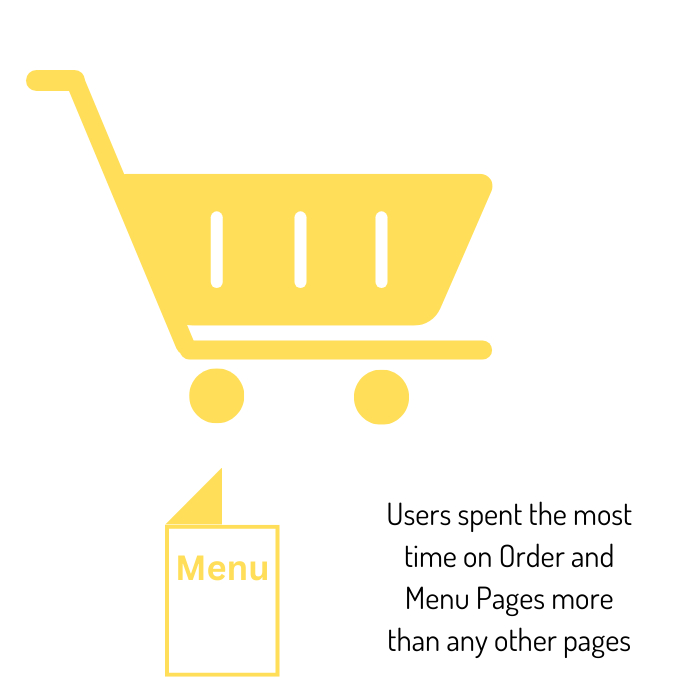 Menu
Users spent the most
time on Order and
Menu Pages more
than any other pages